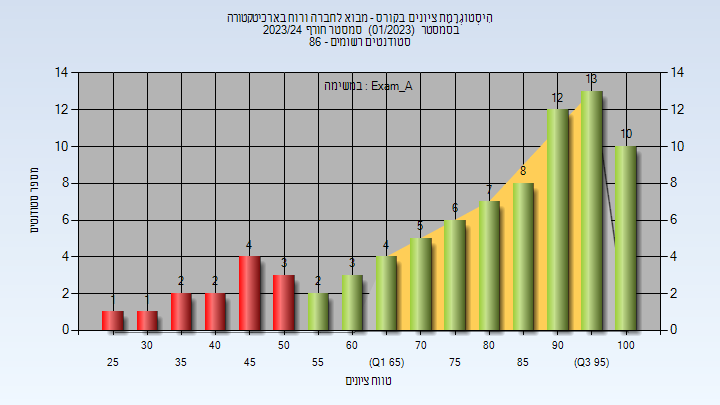 היסטוגרמת ציונים בקורס - מבוא לחברה ורוח בארכיטקטורה
בסמסטר (01/2023) סמסטר חורף 2023/24
סטודנטים רשומים - 86
במשימה : Exam_A
מספר סטודנטים
14 14
12 12
10 10
8 8
6 6
4 4
2 2
0 0
1 1 2 2 4 3 2 3 4 5 6 7 8 12 13 10
30 40 50 60 70 80 90 100
25 35 45 55 (Q1 65) 75 85 (Q3 95)
טווח ציונים